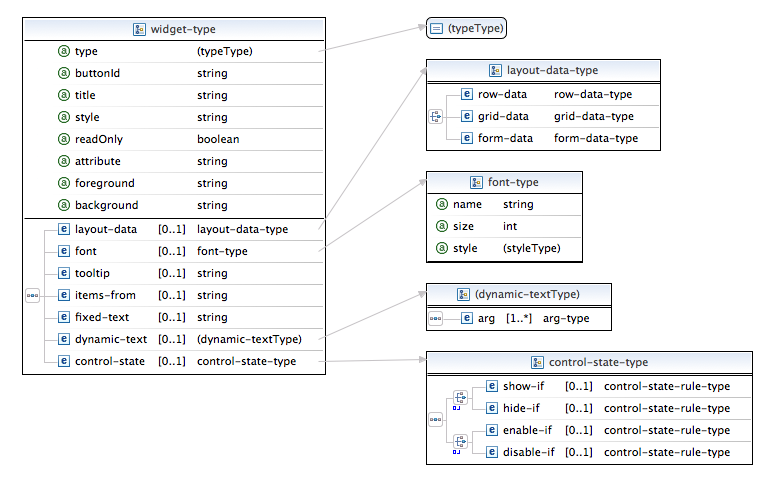 widget-type
type (typeType)
buttonId string
title string
style string
readOnly boolean
attribute string
foreground string
background string
layout-data [0..1] layout-data-type
font [0..1] font-type
tooltip [0..1] string
items-from [0..1] string
fixed-text [0..1] string
dynamic-text [0..1] (dynamic-textType)
control-state [0..1] control-state-type
(typeType)
layout-data-type
row-data row-data-type
grid-data grid-data-type
form-data form-data-type
font-type
name string
size int
style (styleType)
(dynamic-textType)
arg [1..*] arg-type
control-state-type
show-if [0..1] control-state-rule-type
hide-if [0..1] control-state-rule-type
enable-if [0..1] control-state-rule-type
disable-if [0..1] control-state-rule-type